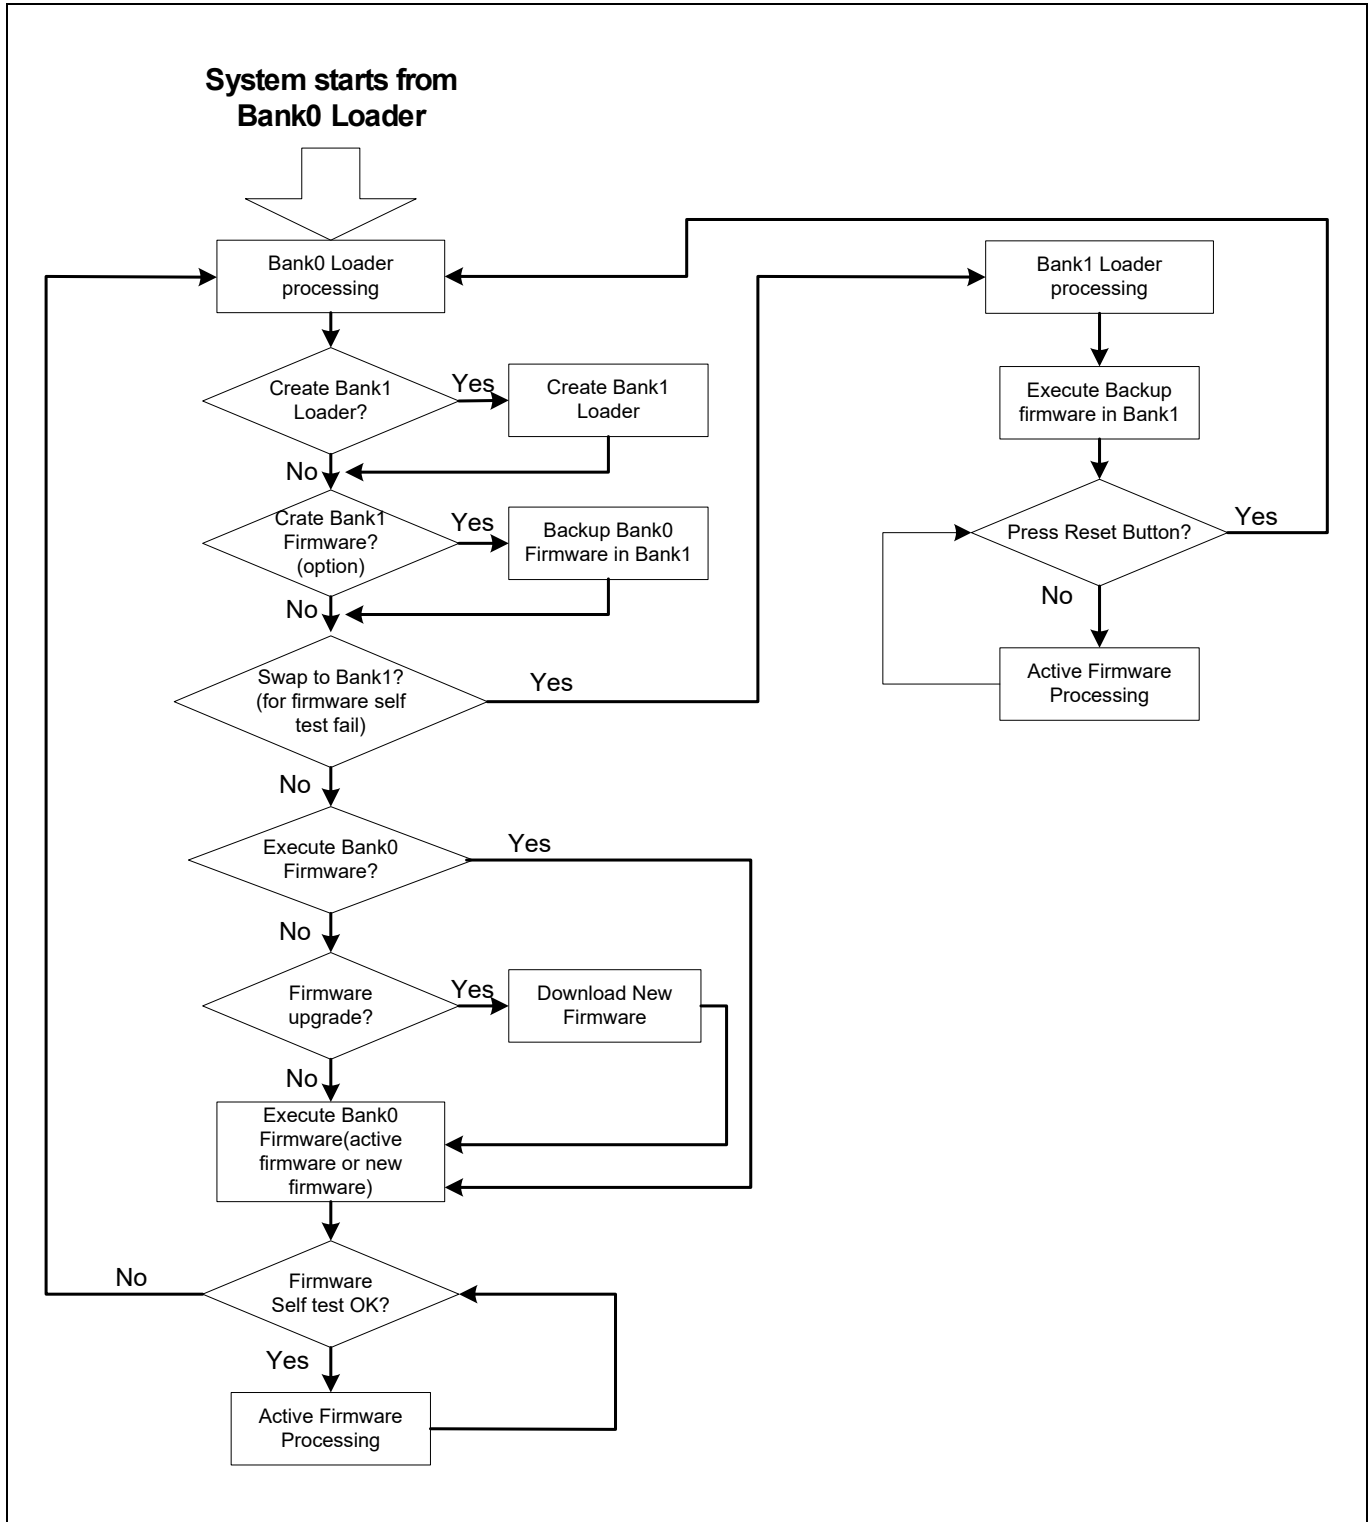 System starts from
Bank0 Loader
Bank0 Loader
processing
Create Bank1
Loader?
Yes
Create Bank1
Loader
No
Crate Bank1
Firmware?
(option)
Yes
Backup Bank0
Firmware in Bank1
No
Swap to Bank1?
(for firmware self
test fail)
Yes
No
Execute Bank0
Firmware?
Yes
No
Firmware
upgrade?
Yes
Download New
Firmware
No
Execute Bank0
Firmware(active
firmware or new
firmware)
Firmware
Self test OK?
No
Yes
Active Firmware
Processing
Bank1 Loader
processing
Execute Backup
firmware in Bank1
Press Reset Button?
Yes
No
Active Firmware
Processing